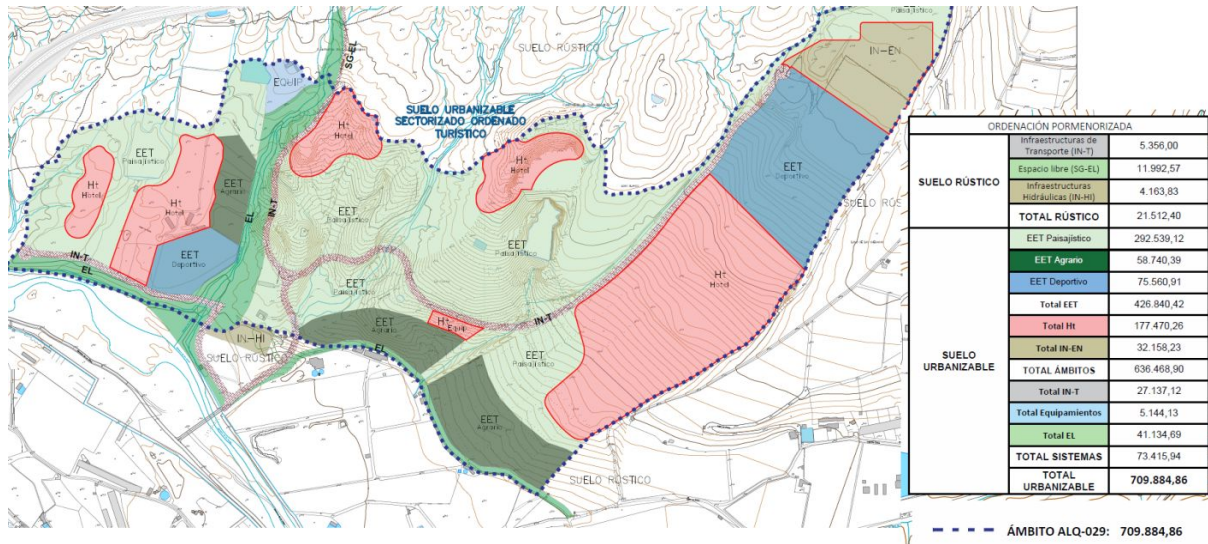 Paisajístico
SUELO RÚSTICO
SG-EL
IN-EN
EQUIP
SUELO URBANIZABLE
SECTORIZADO ORDENADO
TURÍSTICO
Ht
Hotel
EET
Paisajístico
EET
Deportivo
Ht
Hotel
EET
Agrario
Ht
Hotel
Ht
Hotel
SUELO RÚSTICO
EL
IN-T
EET
Paisajístico
EET
Paisajístico
EET
Deportivo
IN-T
EL
EET
Paisajístico
Ht
Hotel
IN-HI
SUELO RÚSTICO
EET
Agrario
Ht
Equip
IN-T
EL
EET
Paisajístico
EET
Agrario
SUELO RÚSTICO
ORDENACIÓN PORMENORIZADA
SUELO RÚSTICO
Infraestructuras de
Transporte (IN-T)
5.356,00
Espacio libre (SG-EL)
11.992,57
Infraestructuras
Hidráulicas (IN-HI)
4.163,83
TOTAL RÚSTICO
21.512,40
SUELO
URBANIZABLE
EET Paisajístico
292.539,12
EET Agrario
58.740,39
EET Deportivo
75.560,91
Total EET
426.840,42
Total Ht
177.470,26
Total IN-EN
32.158,23
TOTAL ÁMBITOS
636.468,90
Total IN-T
27.137,12
Total Equipamientos
5.144,13
Total EL
41.134,69
TOTAL SISTEMAS
73.415,94
TOTAL
URBANIZABLE
709.884,86
ÁMBITO ALQ-029: 709.884,86